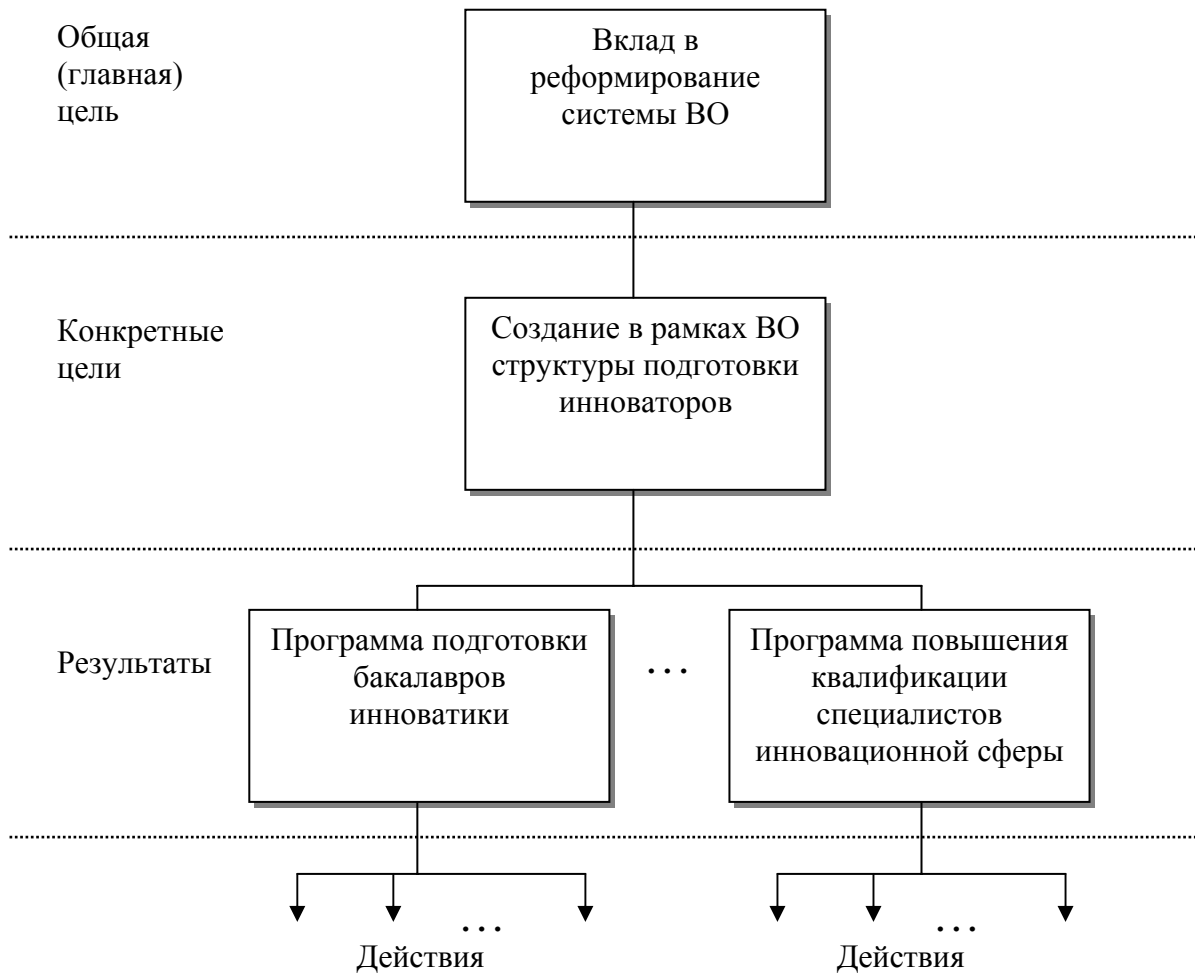 Общая
(главная)
цель
Вклад в
реформирование
системы ВО
Конкретные
цели
Создание в рамках ВО
структуры подготовки
инноваторов
Результаты
Программа подготовки
бакалавров
инноватики
...
Программа повышения
квалификации
специалистов
инновационной сферы
...
Действия
...
Действия